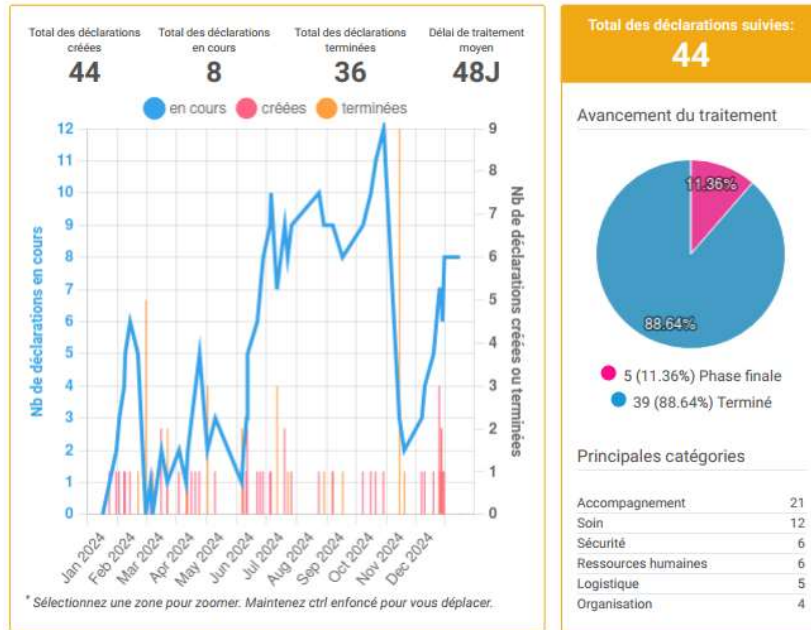 Total des déclarations créées
44
Total des déclarations en cours
8
Total des déclarations terminées
36
Délai de traitement moyen
48J
en cours
créées
terminées
Nb de déclarations en cours
12
11
10
9
8
7
6
5
4
3
2
1
0
9
8
7
6
5
4
3
2
1
0
Nb de déclarations créées ou terminées
Jan 2024
Feb 2024
Mar 2024
Apr 2024
May 2024
Jun 2024
Jul 2024
Aug 2024
Sep 2024
Oct 2024
Nov 2024
Dec 2024
* Sélectionnez une zone pour zoomer. Maintenez ctrl enfoncé pour vous déplacer.
Total des déclarations suivies:
44
Avancement du traitement
11.36%
88.64%
5 (11.36%) Phase finale
39 (88.64%) Terminé
Principales catégories
Accompagnement 21
Soin 12
Sécurité 6
Ressources humaines 6
Logistique 5
Organisation 4